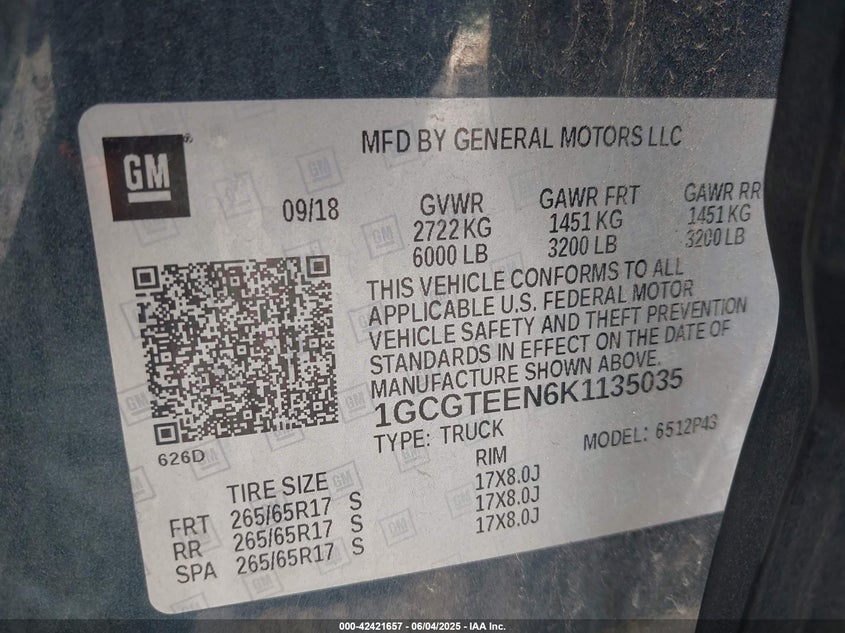 GM
MFD BY GENERAL MOTORS LLC
09/18
GVWR GAWR FRT GAWR RR
2722 KG 1451 KG 1451 KG
6000 LB 3200 LB 3200 LB
THIS VEHICLE CONFORMS TO ALL
APPLICABLE U.S. FEDERAL MOTOR
VEHICLE SAFETY AND THEFT PREVENTION
STANDARDS IN EFFECT ON THE DATE OF
MANUFACTURE SHOWN ABOVE.
1GCGTEEN6K1135035
TYPE: TRUCK MODEL: 6512P43
626D
TIRE SIZE RIM
FRT 265/65R17 S 17X8.0J
RR 265/65R17 S 17X8.0J
SPA 265/65R17 S 17X8.0J
000-42421657 - 06/04/2025 - IAA Inc.